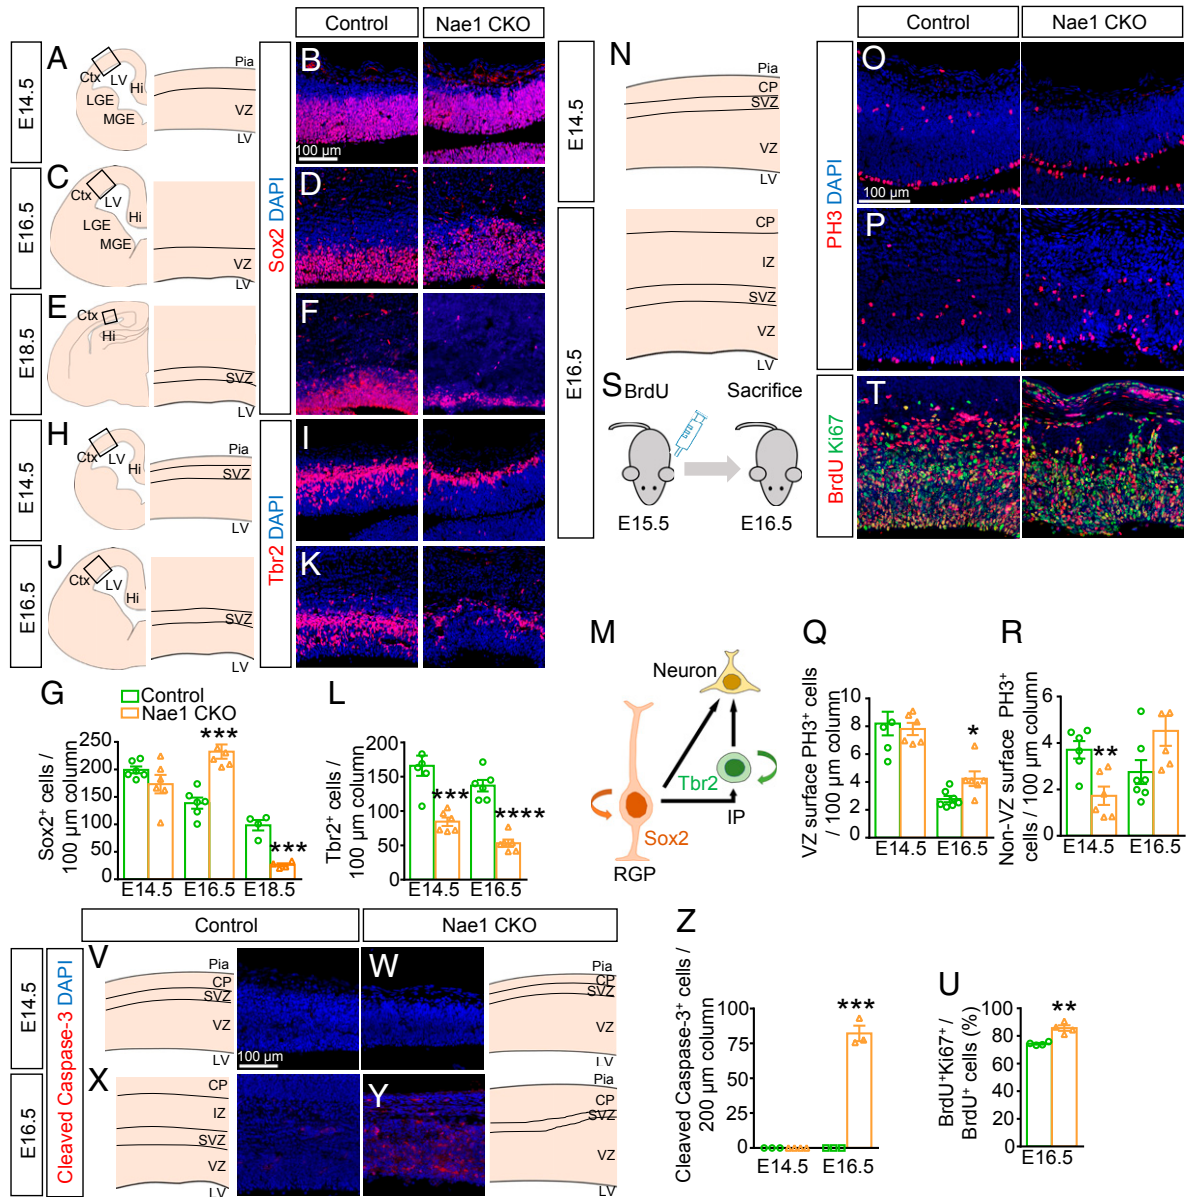 Control
Nae1 CKO
E14.5
A
Ctx
LV
Hi
LGE
MGE
Pia
VZ
LV
B
100 µm
E16.5
C
Ctx
LV
Hi
LGE
MGE
VZ
LV
D
Sox2 DAPI
E18.5
E
Ctx
Hi
SVZ
LV
F
E14.5
H
Ctx
LV
Hi
Pia
SVZ
LV
I
Tbr2 DAPI
E16.5
J
Ctx
LV
Hi
SVZ
LV
K
N
E14.5
Pia
CP
SVZ
VZ
LV
E16.5
CP
IZ
SVZ
VZ
LV
Control
Nae1 CKO
PH3 DAPI
O
100 µm
P
S
BrdU
Sacrifice
E15.5
E16.5
BrdU Ki67
T
G
Control
Nae1 CKO
Sox2+ cells /
100 µm column
250
200
150
100
50
0
***
***
E14.5
E16.5
E18.5
L
Tbr2+ cells /
100 µm column
200
150
100
50
0
***
****
E14.5
E16.5
M
Neuron
Tbr2
IP
Sox2
RGP
Q
VZ surface PH3+ cells
/ 100 µm column
10
8
6
4
2
0
*
E14.5
E16.5
R
Non-VZ surface PH3+
cells / 100 µm column
6
4
2
0
**
E14.5
E16.5
Control
Nae1 CKO
Cleaved Caspase-3 DAPI
E14.5
V
Pia
CP
SVZ
VZ
LV
100 µm
W
Pia
CP
SVZ
VZ
LV
E16.5
X
CP
IZ
SVZ
VZ
LV
Y
Pia
CP
SVZ
VZ
LV
Z
Cleaved Caspase-3+ cells /
200 µm column
100
75
50
25
0
***
E14.5
E16.5
U
BrdU+Ki67+ /
BrdU+ cells (%)
100
80
60
40
20
0
**
E16.5